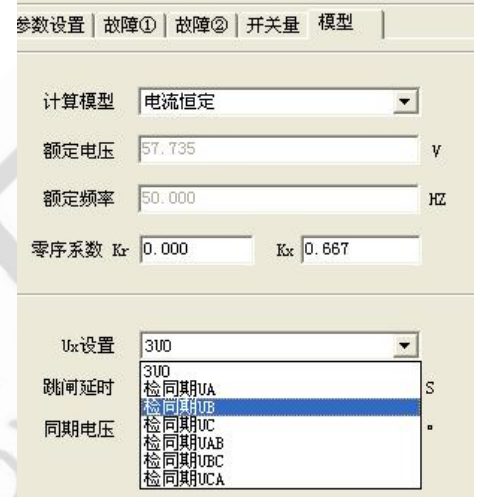 参数设置 故障① 故障② 开关量 模型
计算模型 电流恒定
额定电压 57.735 V
额定频率 50.000 HZ
零序系数 Kr 0.000 Kx 0.667
Ux设置 3U0
3U0
跳闸延时 检同期UA S
检同期UB
同期电压 检同期UC °
检同期UAB
检同期UBC
检同期UCA